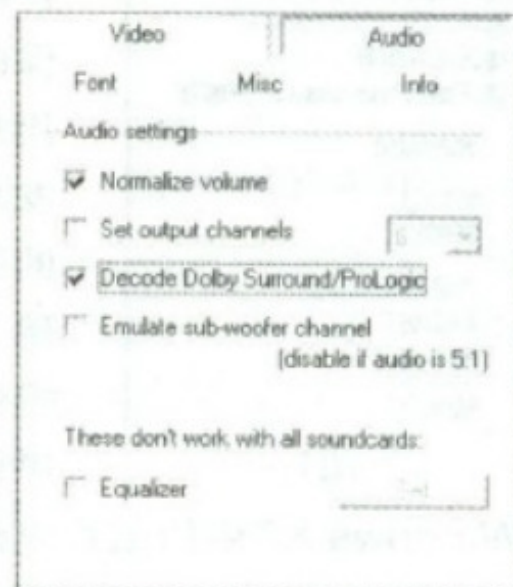 Video Audio
Font Misc Info
Audio settings
Normalize volume
Set output channels 6
Decode Dolby Surround/ProLogic
Emulate sub-woofer channel
(disable if audio is 5.1)
These don't work with all soundcards:
Equalizer